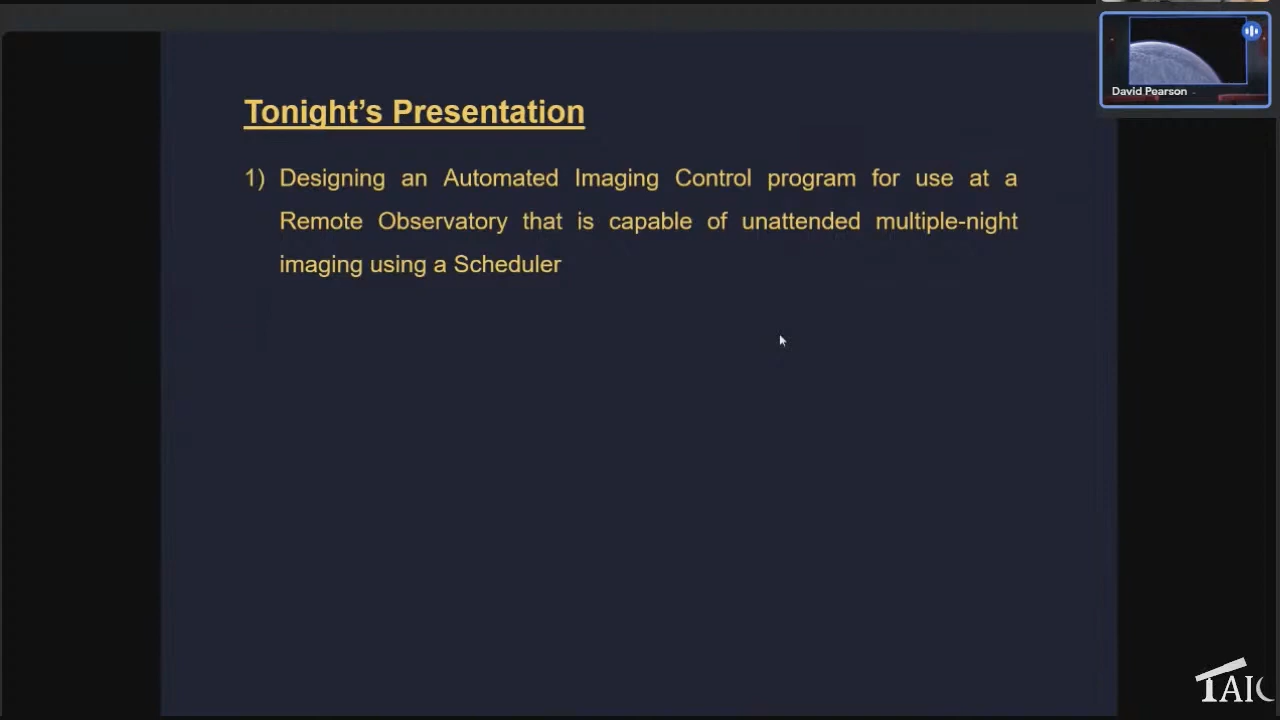 Tonight’s Presentation
1) Designing an Automated Imaging Control program for use at a
Remote Observatory that is capable of unattended multiple-night
imaging using a Scheduler
David Pearson
TAIC